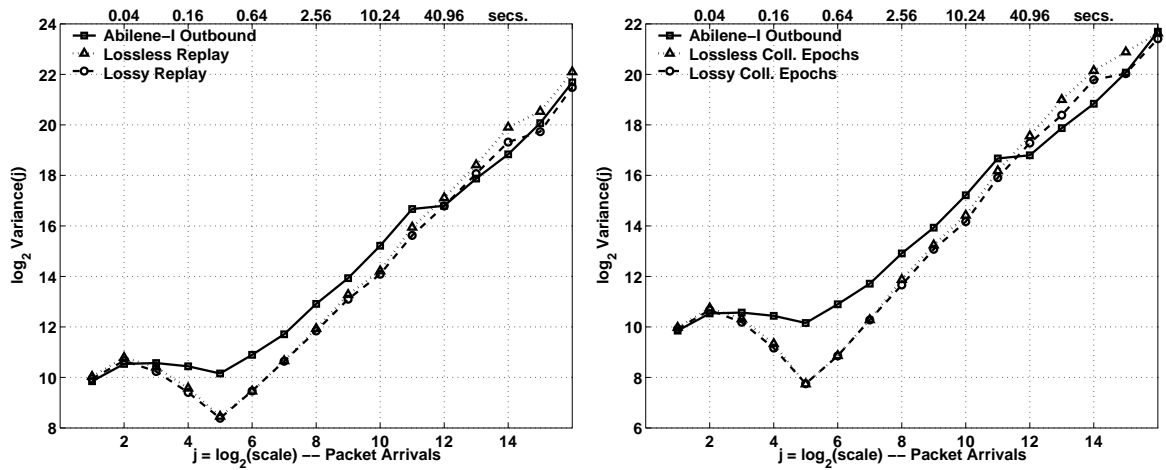 0.04 0.16 0.64 2.56 10.24 40.96 secs.
24
22
20
18
16
14
12
10
8
Abilene−I Outbound
Lossless Replay
Lossy Replay
log2 Variance(j)
2 4 6 8 10 12 14
j = log2(scale) −− Packet Arrivals
0.04 0.16 0.64 2.56 10.24 40.96 secs.
22
20
18
16
14
12
10
8
6
Abilene−I Outbound
Lossless Coll. Epochs
Lossy Coll. Epochs
log2 Variance(j)
2 4 6 8 10 12 14
j = log2(scale) −− Packet Arrivals